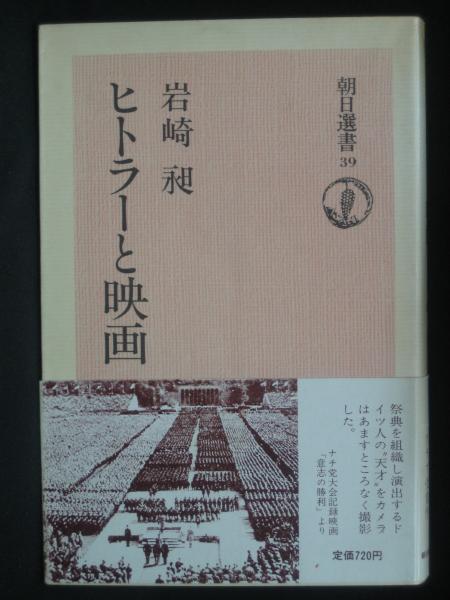 朝日選書
39
岩崎昶
ヒトラーと映画
祭典を組織し演出するド
イツ人の〝天才〟をカメラ
はあますところなく撮影
した。
ナチ党大会記録映画
「意志の勝利」より
定価720円